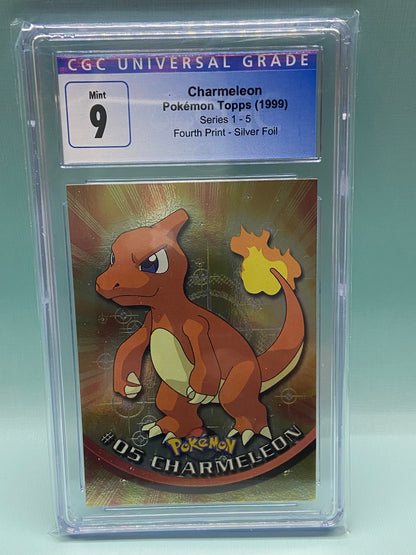 CGC UNIVERSAL GRADE
Mint
9
Charmeleon
Pokémon Topps (1999)
Series 1 - 5
Fourth Print - Silver Foil
POKéMON
#05 CHARMELEON